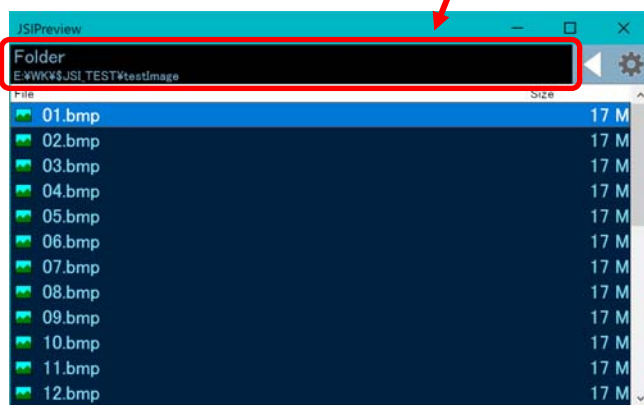 JSIPreview
Folder
E:¥WK¥$JSI_TEST¥testImage
File Size
01.bmp 17 M
02.bmp 17 M
03.bmp 17 M
04.bmp 17 M
05.bmp 17 M
06.bmp 17 M
07.bmp 17 M
08.bmp 17 M
09.bmp 17 M
10.bmp 17 M
11.bmp 17 M
12.bmp 17 M